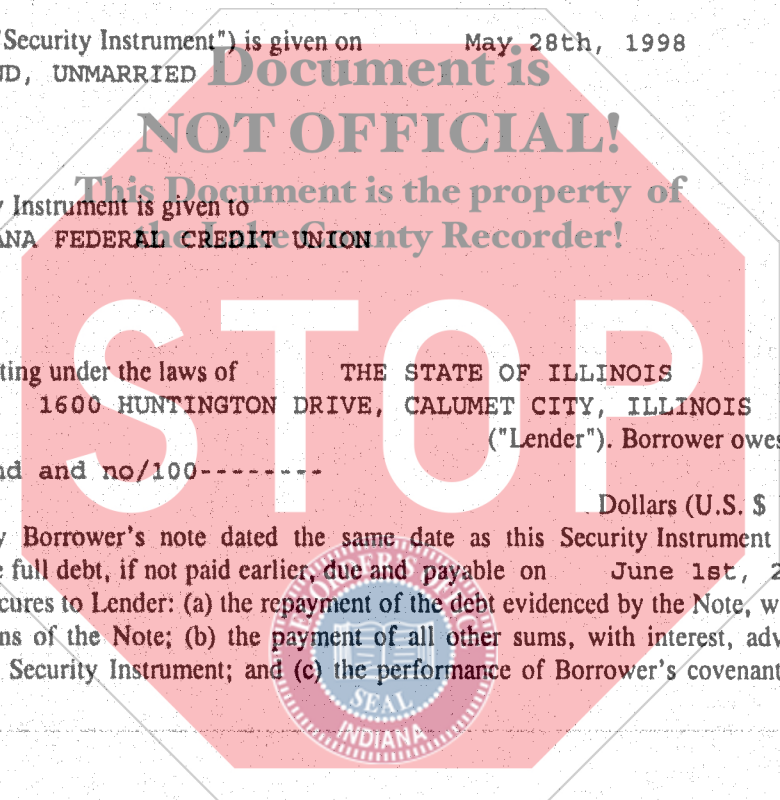 "Security Instrument") is given on May 28th, 1998
ND, UNMARRIED
Document is
NOT OFFICIAL!
This Document is the property of
the Lake County Recorder!
Instrument is given to
ANA FEDERAL CREDIT UNION
STOP
ting under the laws of THE STATE OF ILLINOIS
1600 HUNTINGTON DRIVE, CALUMET CITY, ILLINOIS
("Lender"). Borrower owes
nd and no/100--------
Dollars (U.S. $
y Borrower's note dated the same date as this Security Instrument
e full debt, if not paid earlier, due and payable on June 1st, 2
cures to Lender: (a) the repayment of the debt evidenced by the Note, w
ns of the Note; (b) the payment of all other sums, with interest, adv
Security Instrument; and (c) the performance of Borrower's covenant
SEAL
INDIANA